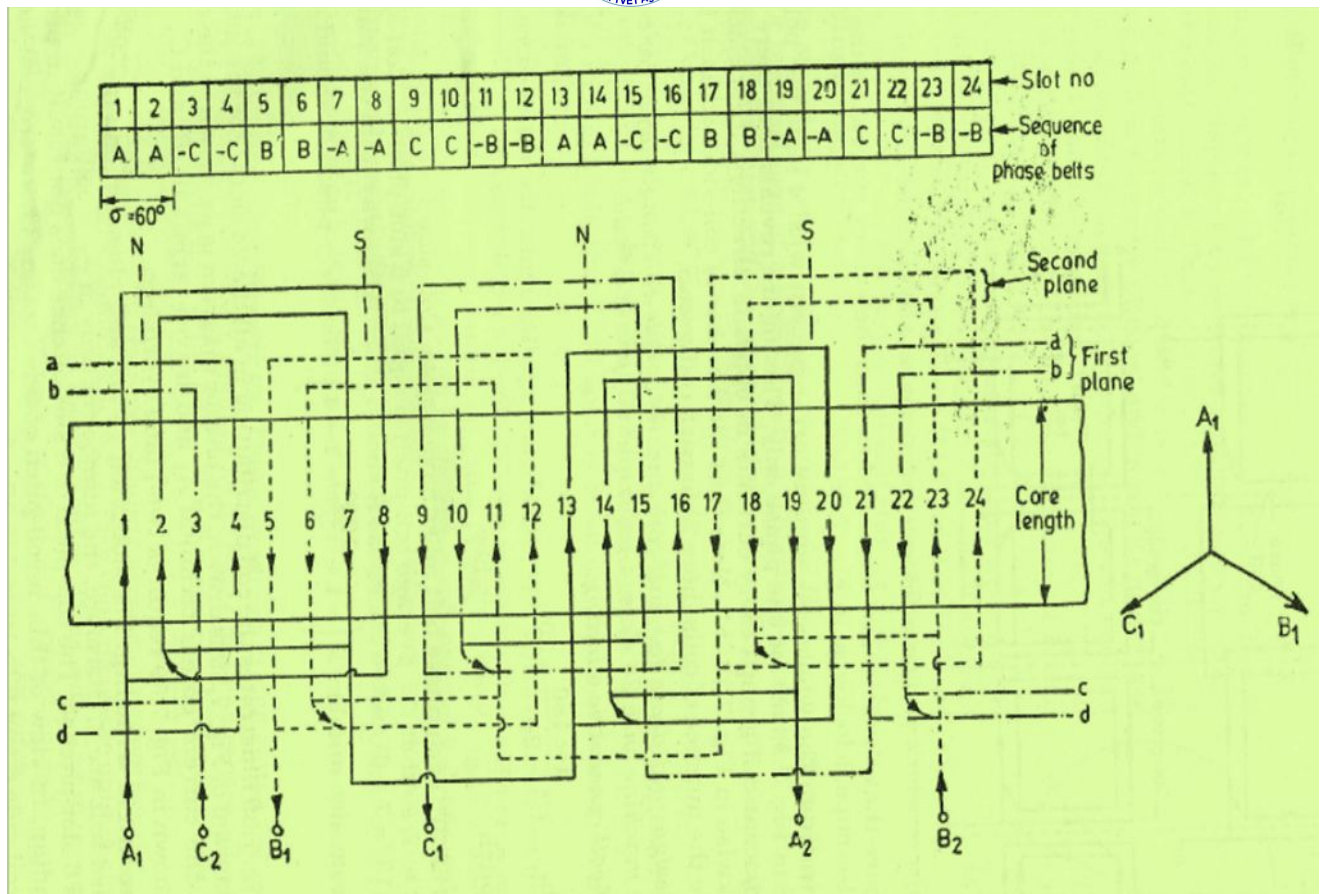 TVET AG
1 2 3 4 5 6 7 8 9 10 11 12 13 14 15 16 17 18 19 20 21 22 23 24 Slot no
A A -C -C B B -A -A C C -B -B A A -C -C B B -A -A C C -B -B Sequence
of
phase belts
σ=60°
N S N S
Second
plane
a a
First
b b
plane
A1
1 2 3 4 5 6 7 8 9 10 11 12 13 14 15 16 17 18 19 20 21 22 23 24
Core
length
C1 B1
c c
d d
A1 C2 B1 C1 A2 B2